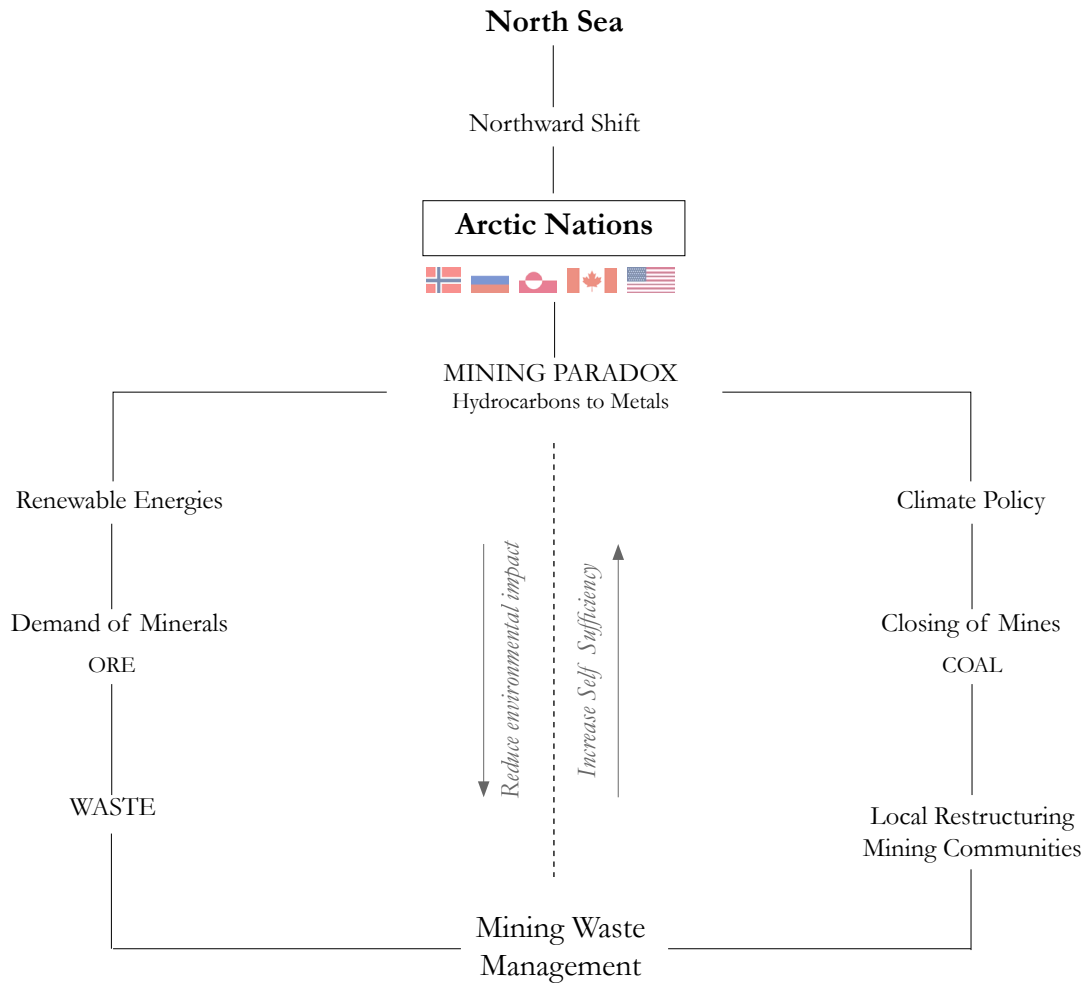 North Sea
Northward Shift
Arctic Nations
MINING PARADOX
Hydrocarbons to Metals
Renewable Energies
Climate Policy
Reduce environmental impact
Increase Self Sufficiency
Demand of Minerals
ORE
Closing of Mines
COAL
WASTE
Local Restructuring
Mining Communities
Mining Waste
Management